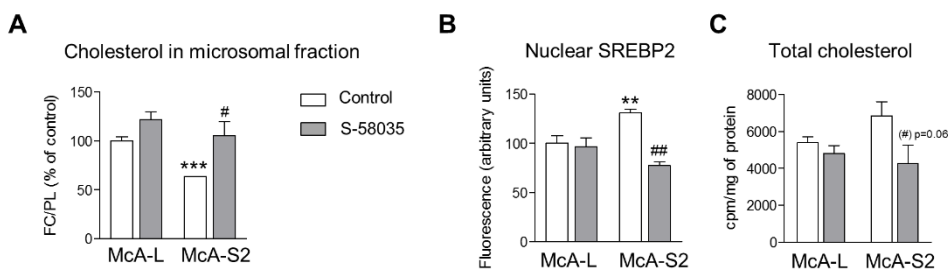 A
Cholesterol in microsomal fraction
FC/PL (% of control)
150
100
50
0
***
#
McA-L
McA-S2
Control
S-58035
B
Nuclear SREBP2
Fluorescence (arbitrary units)
150
100
50
0
**
##
McA-L
McA-S2
C
Total cholesterol
cpm/mg of protein
8000
6000
4000
2000
0
(#) p=0.06
McA-L
McA-S2